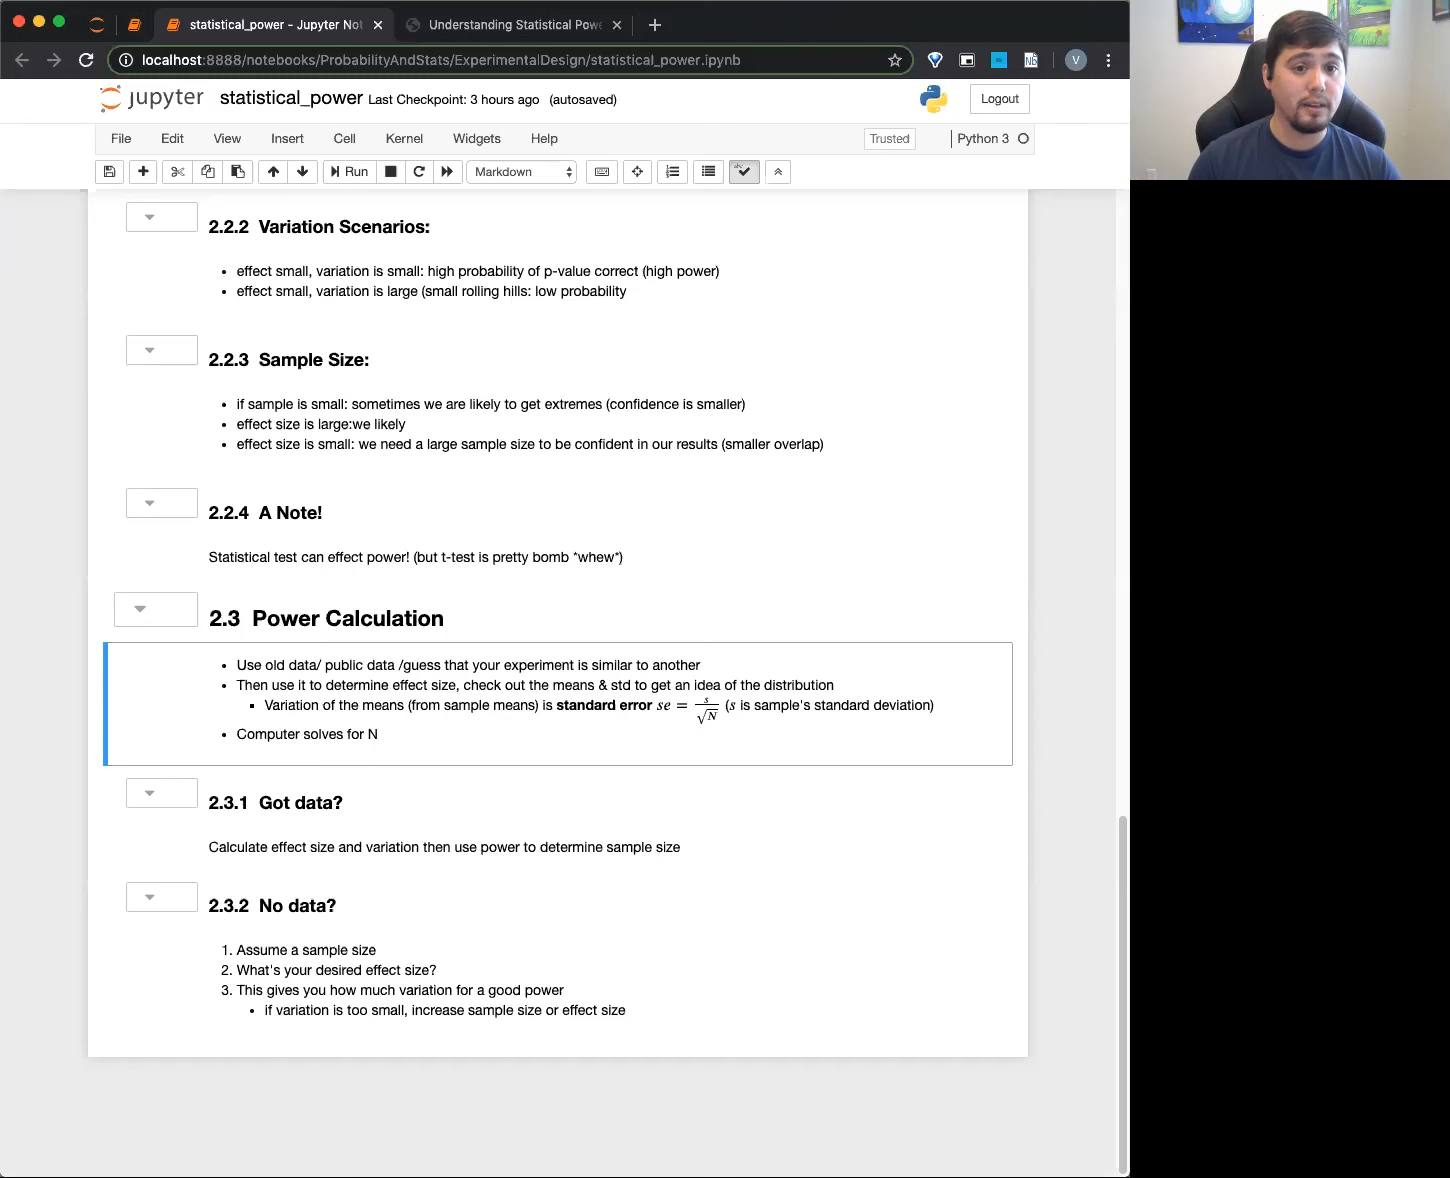 statistical_power - Jupyter Not
Understanding Statistical Powe
localhost:8888/notebooks/ProbabilityAndStats/ExperimentalDesign/statistical_power.ipynb
V
jupyter statistical_power Last Checkpoint: 3 hours ago (autosaved)
Logout
File Edit View Insert Cell Kernel Widgets Help
Trusted
Python 3
Run
Markdown
2.2.2 Variation Scenarios:
• effect small, variation is small: high probability of p-value correct (high power)
• effect small, variation is large (small rolling hills: low probability
2.2.3 Sample Size:
• if sample is small: sometimes we are likely to get extremes (confidence is smaller)
• effect size is large:we likely
• effect size is small: we need a large sample size to be confident in our results (smaller overlap)
2.2.4 A Note!
Statistical test can effect power! (but t-test is pretty bomb *whew*)
2.3 Power Calculation
• Use old data/ public data /guess that your experiment is similar to another
• Then use it to determine effect size, check out the means & std to get an idea of the distribution
▪ Variation of the means (from sample means) is standard error se = s/√N (s is sample's standard deviation)
• Computer solves for N
2.3.1 Got data?
Calculate effect size and variation then use power to determine sample size
2.3.2 No data?
1. Assume a sample size
2. What's your desired effect size?
3. This gives you how much variation for a good power
• if variation is too small, increase sample size or effect size